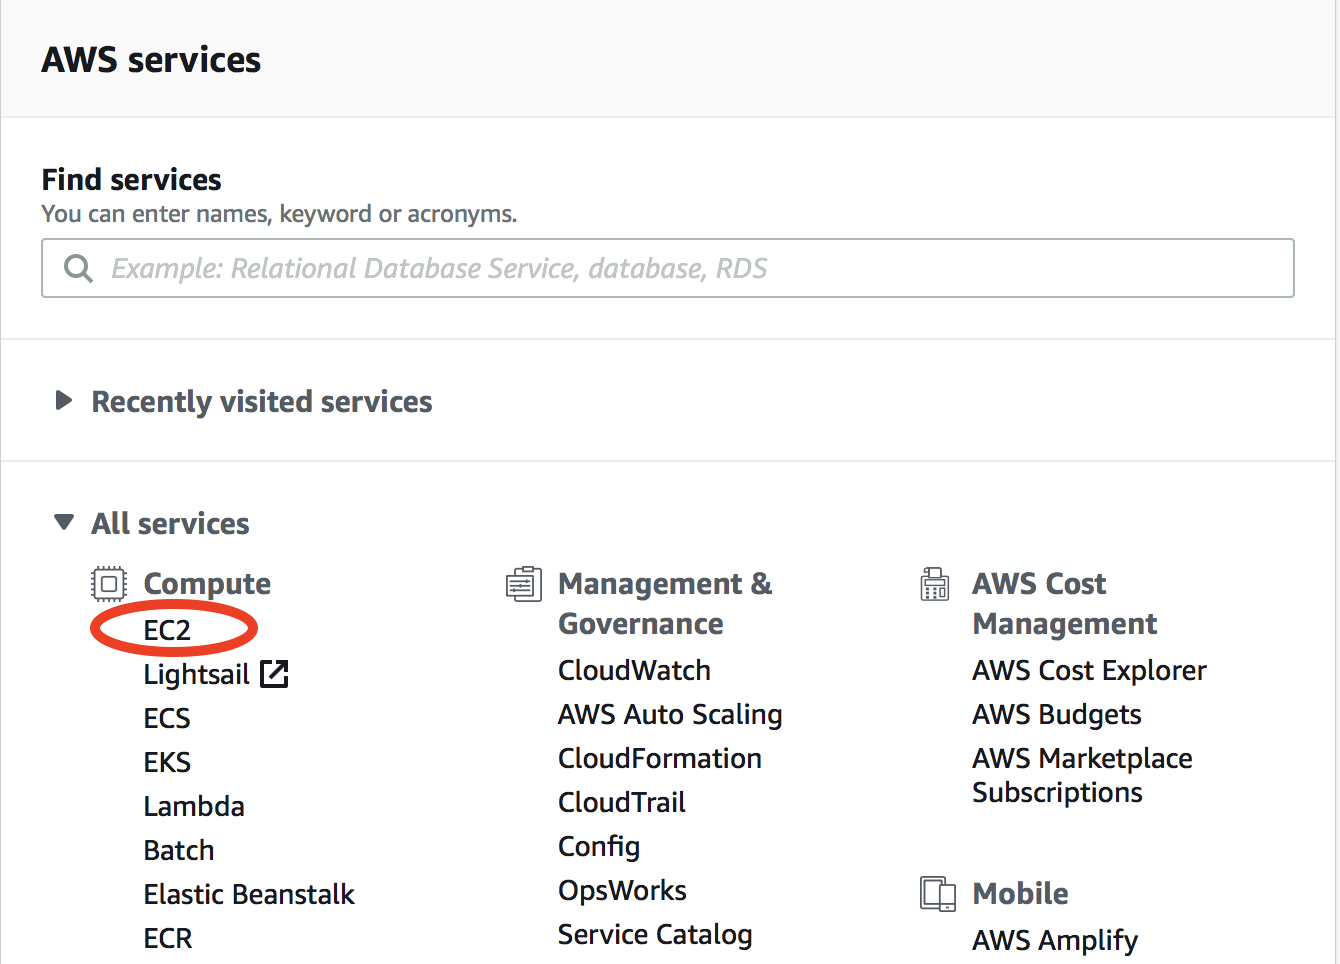 AWS services
Find services
You can enter names, keyword or acronyms.
Example: Relational Database Service, database, RDS
Recently visited services
All services
Compute
EC2
Lightsail
ECS
EKS
Lambda
Batch
Elastic Beanstalk
ECR
Management &
Governance
CloudWatch
AWS Auto Scaling
CloudFormation
CloudTrail
Config
OpsWorks
Service Catalog
AWS Cost
Management
AWS Cost Explorer
AWS Budgets
AWS Marketplace
Subscriptions
Mobile
AWS Amplify